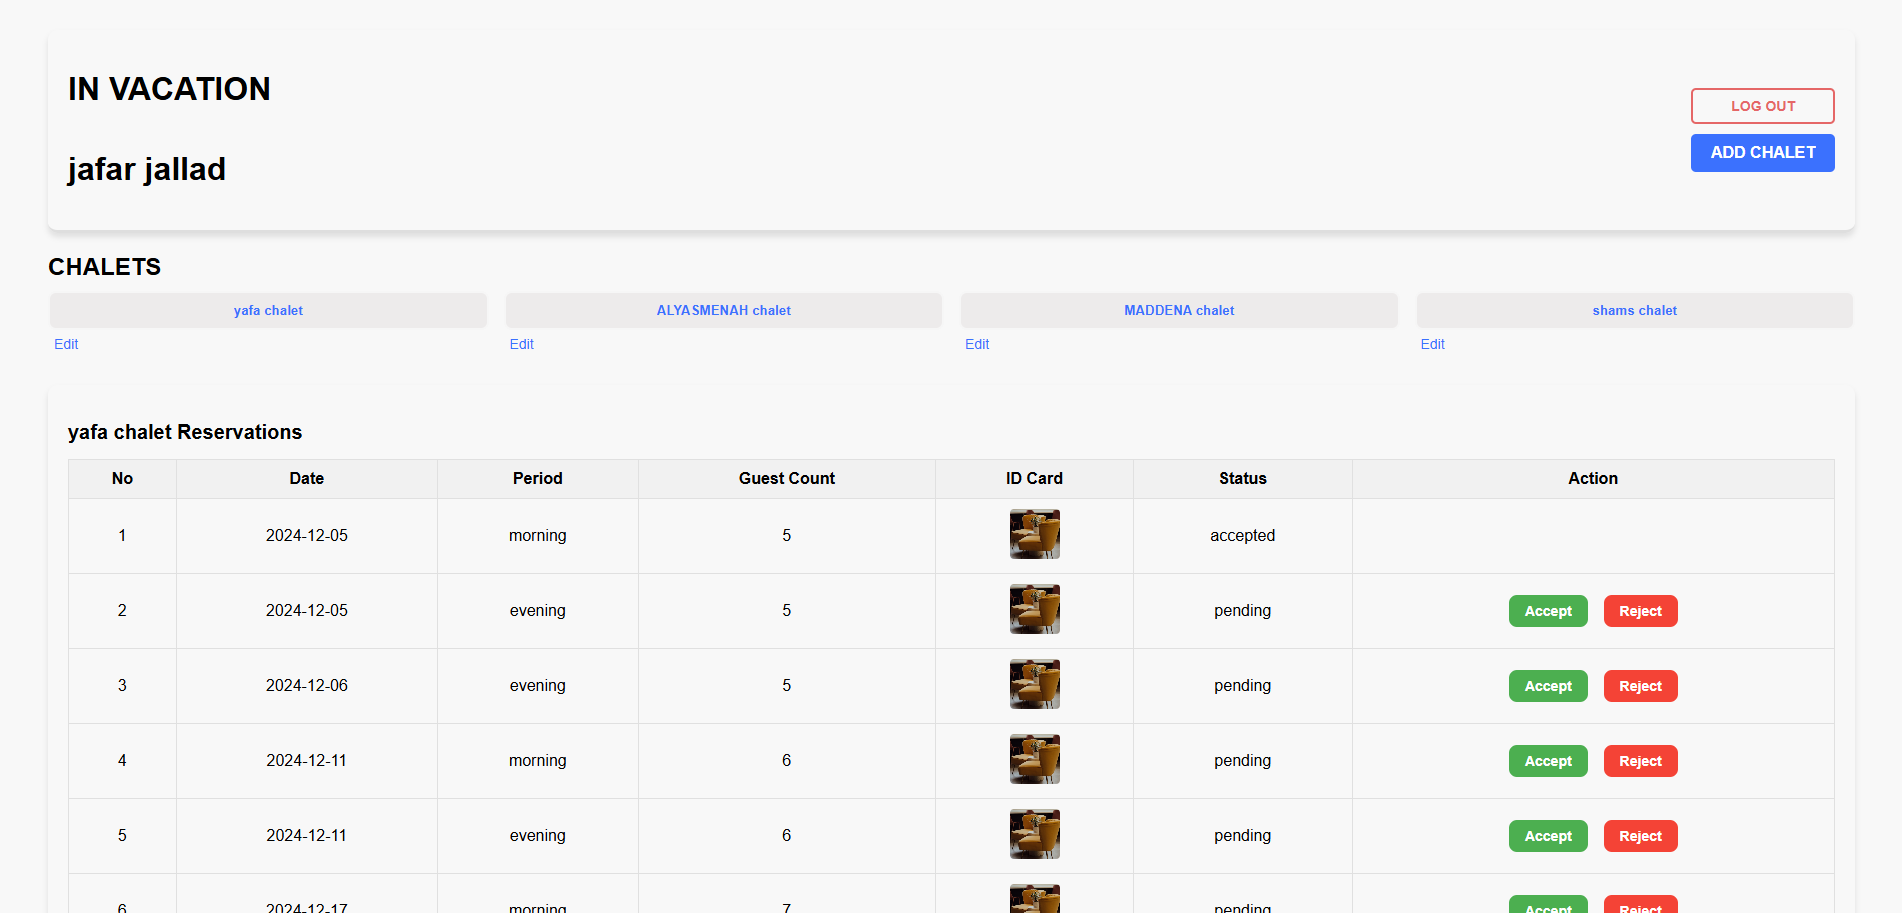 IN VACATION
LOG OUT
jafar jallad
ADD CHALET
CHALETS
yafa chalet ALYASMENAH chalet MADDENA chalet shams chalet
Edit Edit Edit Edit
yafa chalet Reservations
No Date Period Guest Count ID Card Status Action
1 2024-12-05 morning 5 accepted
2 2024-12-05 evening 5 pending Accept Reject
3 2024-12-06 evening 5 pending Accept Reject
4 2024-12-11 morning 6 pending Accept Reject
5 2024-12-11 evening 6 pending Accept Reject
6 2024-12-17 morning 7 pending Accept Reject